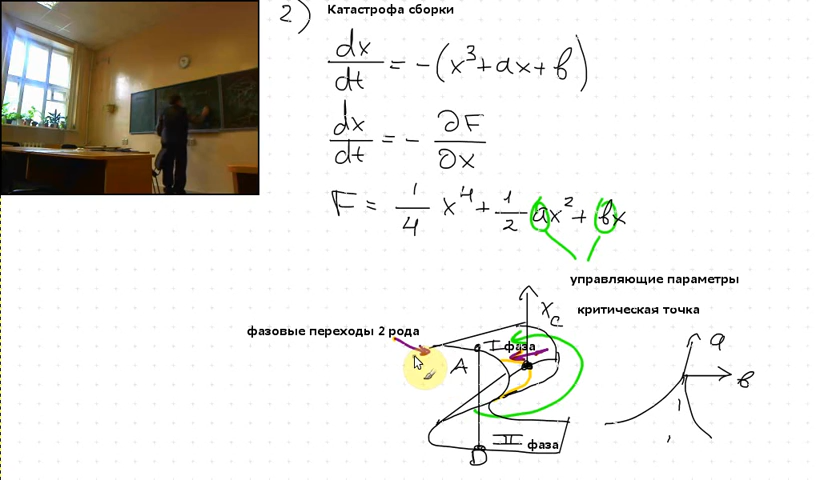 2) Катастрофа сборки
dx/dt = -(x³+ax+b)
dx/dt = - ∂F/∂x
F = 1/4 x⁴ + 1/2 ax² + bx
управляющие параметры
X
C
критическая точка
фазовые переходы 2 рода
I фаза
A
a
b
II фаза
D